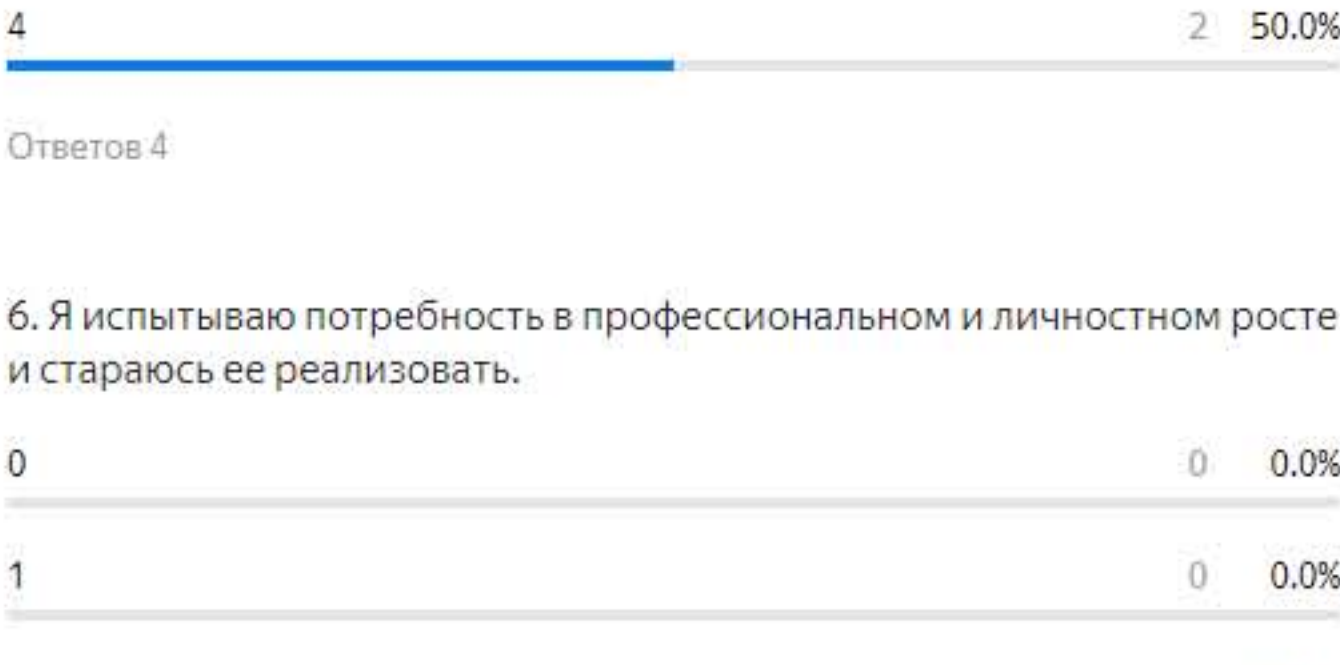 4 2 50.0%
Ответов 4
6. Я испытываю потребность в профессиональном и личностном росте
и стараюсь ее реализовать.
0 0 0.0%
1 0 0.0%